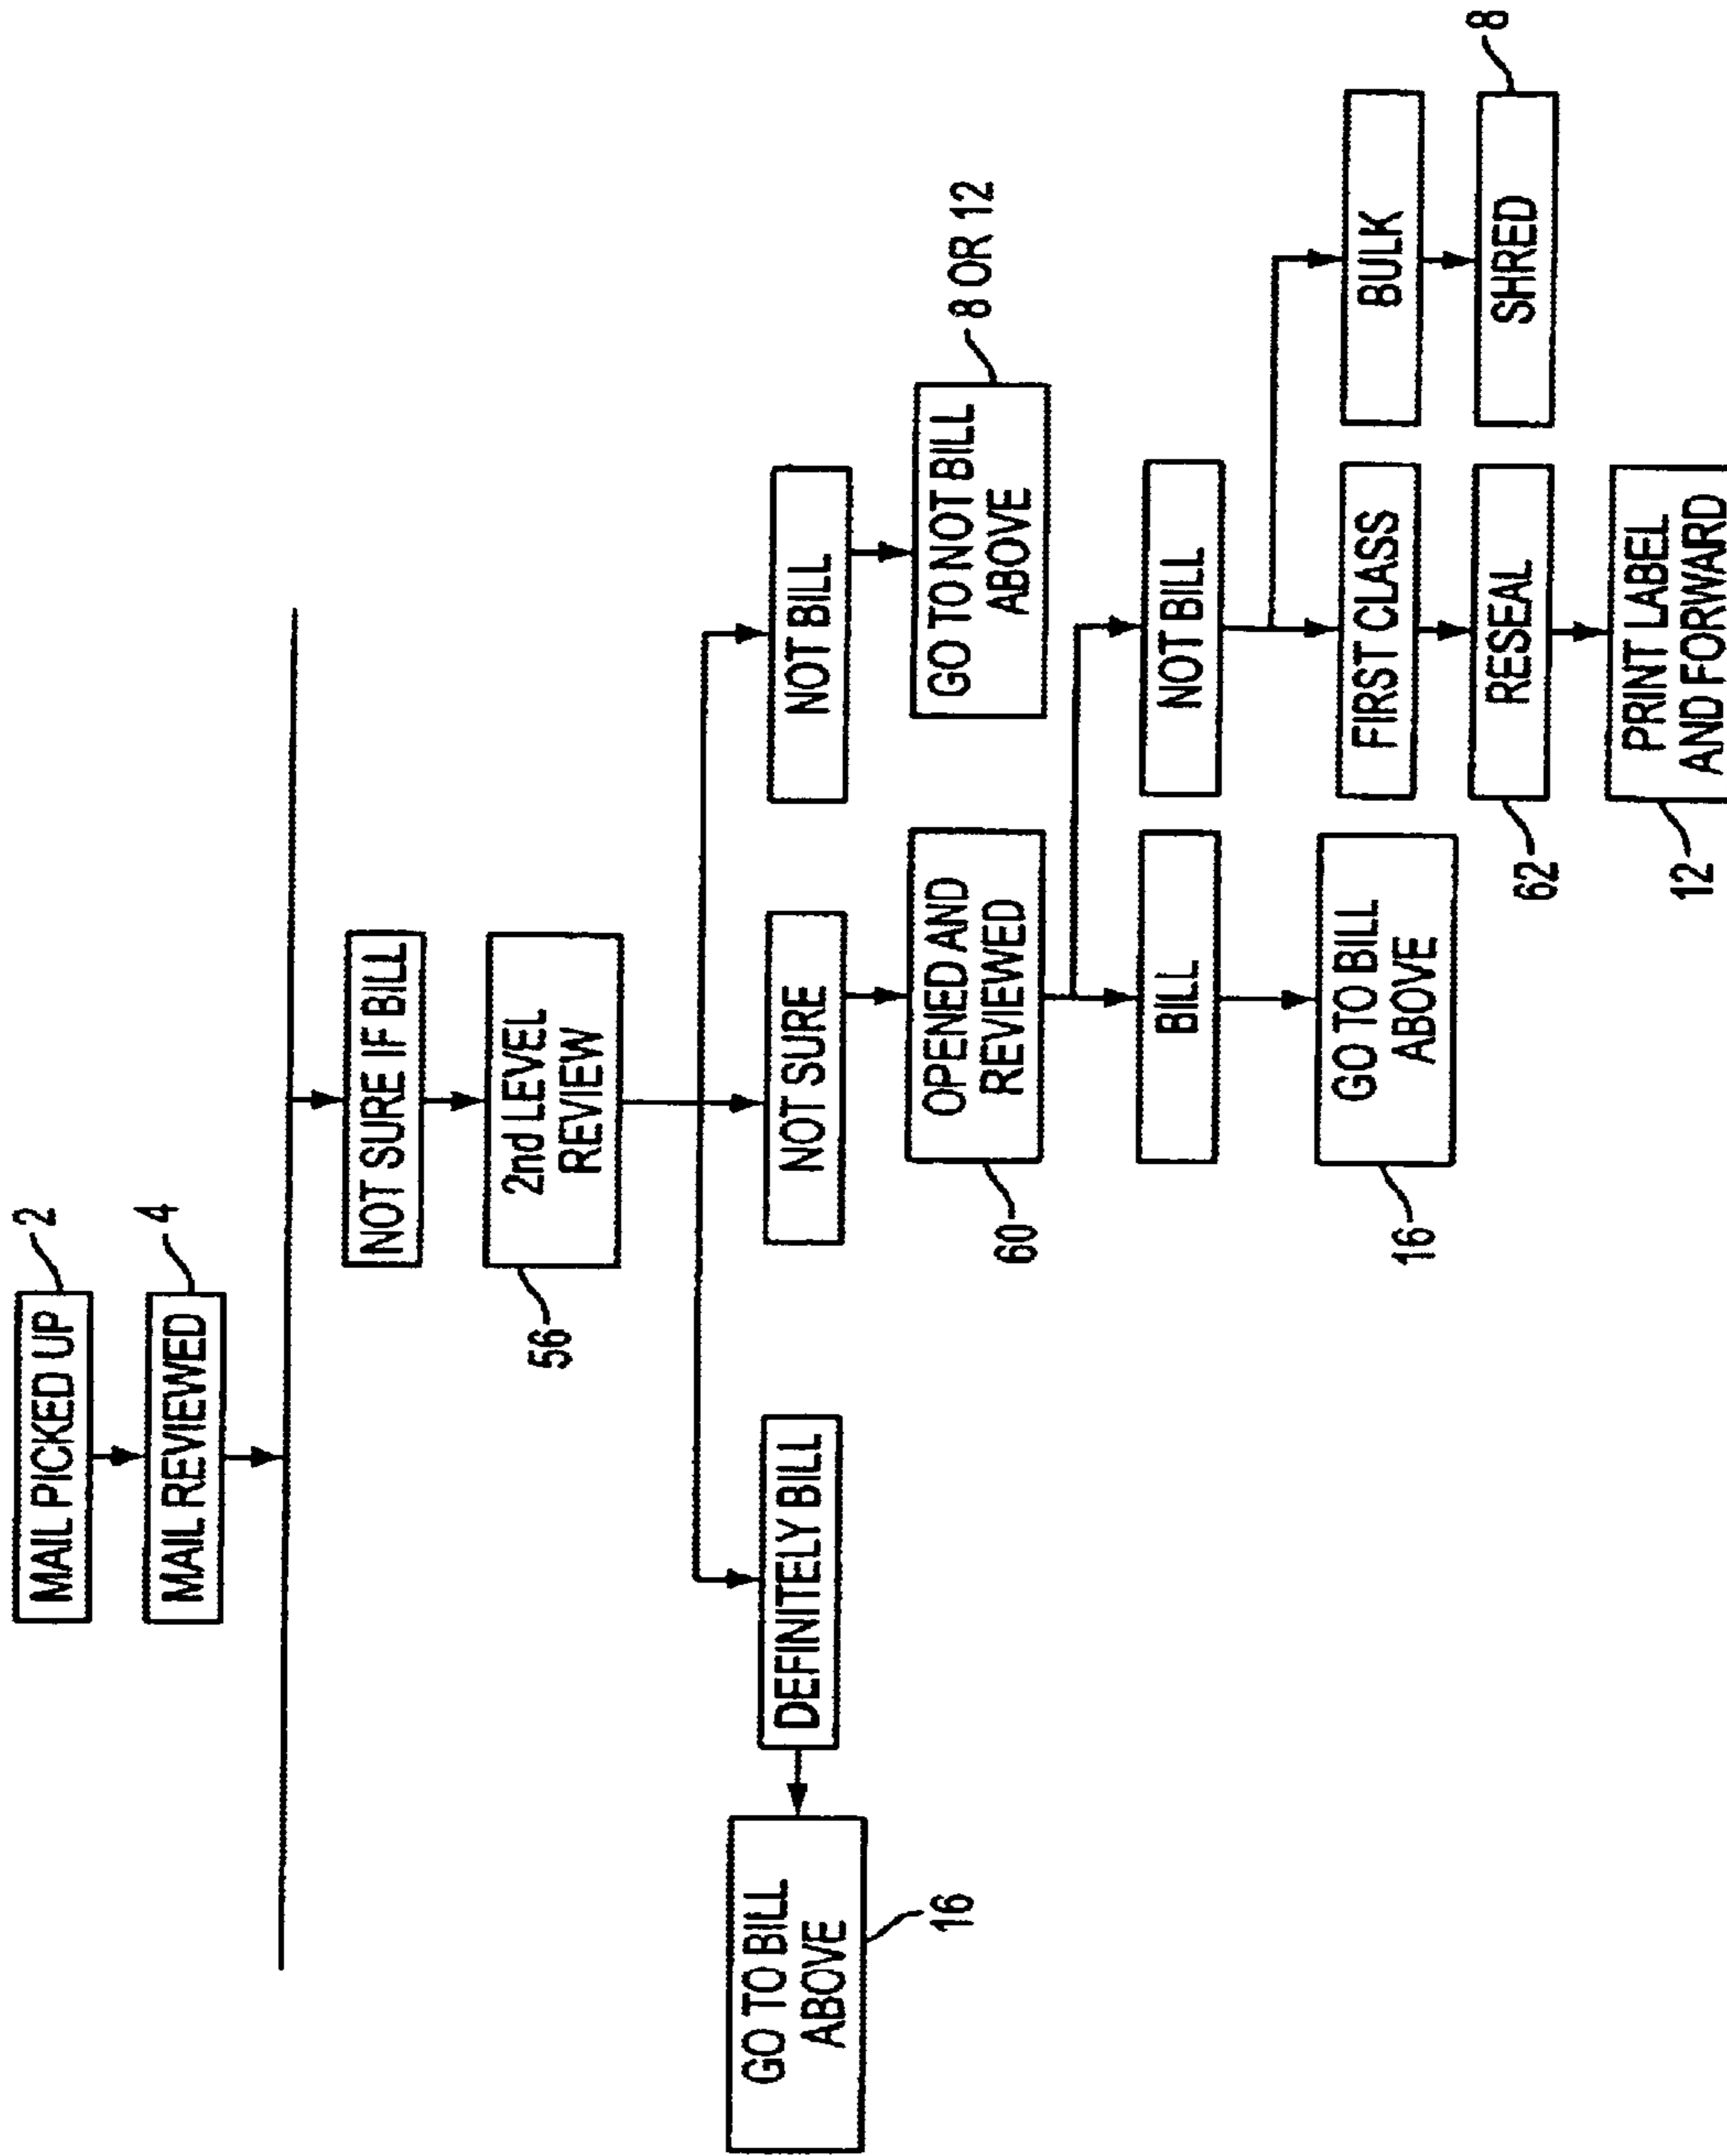 MAIL PICKED UP
2
MAIL REVIEWED
4
NOT SURE IF BILL
2nd LEVEL
REVIEW
56
GO TO BILL
ABOVE
16
DEFINITELY BILL
NOT SURE
NOT BILL
OPENED AND
REVIEWED
60
GO TO NOT BILL
ABOVE
8 OR 12
BILL
NOT BILL
GO TO BILL
ABOVE
16
FIRST CLASS
BULK
RESEAL
62
SHRED
8
PRINT LABEL
AND FORWARD
12